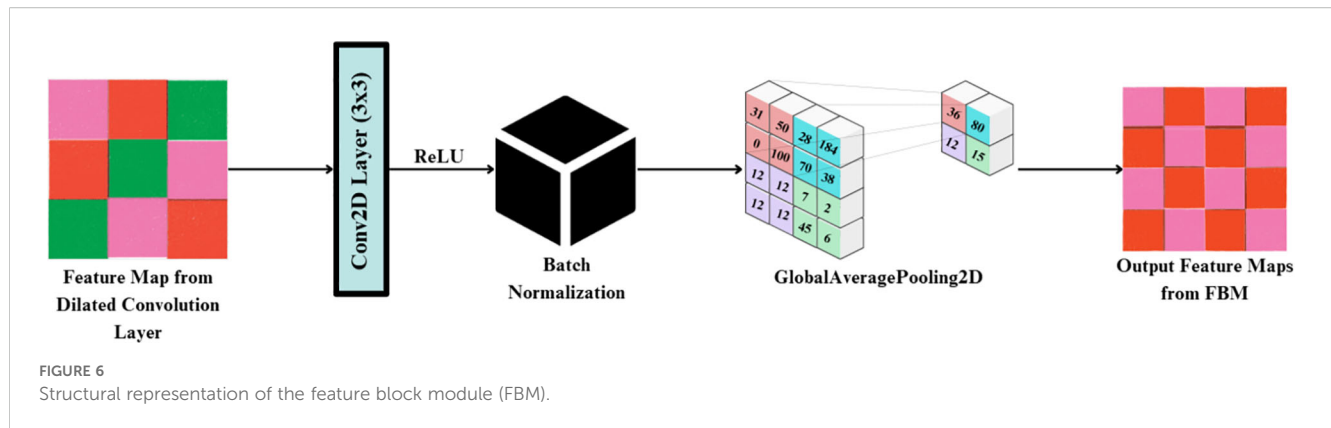 Feature Map from
Dilated Convolution
Layer
Conv2D Layer (3x3)
ReLU
Batch
Normalization
31 50 28 184
0 100 70 38
12 12 7 2
12 12 45 6
36 80
12 15
GlobalAveragePooling2D
Output Feature Maps
from FBM
FIGURE 6
Structural representation of the feature block module (FBM).